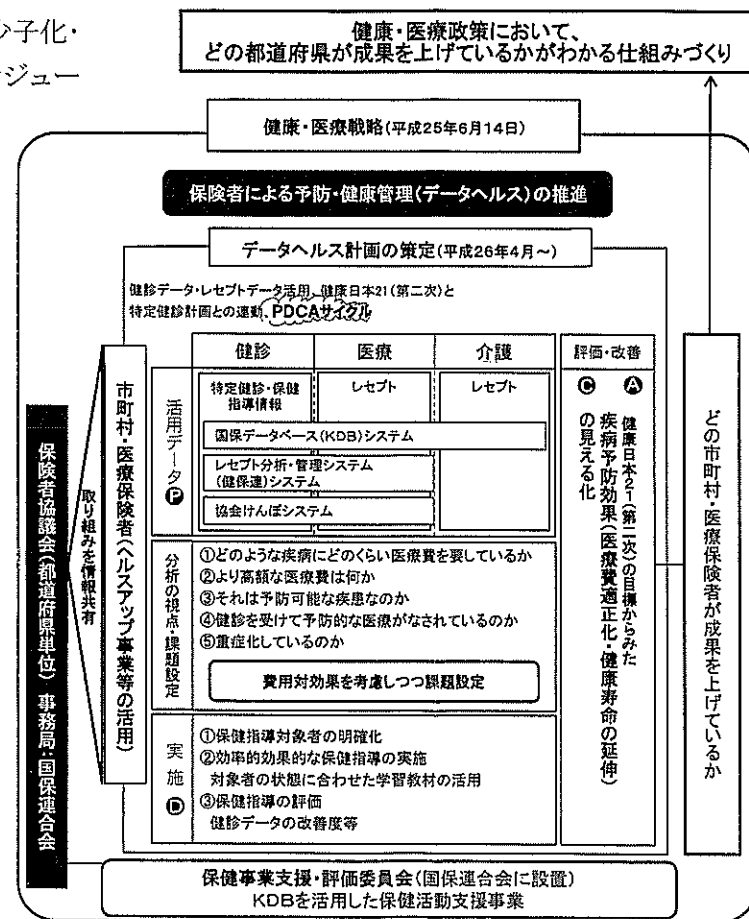 少子化・
ジュー
健康・医療政策において、
どの都道府県が成果を上げているかがわかる仕組みづくり
健康・医療戦略(平成25年6月14日)
保険者による予防・健康管理(データヘルス)の推進
データヘルス計画の策定(平成26年4月~)
健診データ・レセプトデータ活用、健康日本21(第二次)と
特定健診計画との連動、PDCAサイクル
健診
医療
介護
評価・改善
保険者協議会(都道府県単位) 事務局:国保連合会
取り組みを情報共有
市町村・医療保険者(ヘルスアップ事業等の活用)
活用データ P
特定健診・保健
指導情報
レセプト
レセプト
国保データベース(KDB)システム
レセプト分析・管理システム
(健保連)システム
協会けんぽシステム
分析の視点・課題設定
①どのような疾病にどのくらい医療費を要しているか
②より高額な医療費は何か
③それは予防可能な疾患なのか
④健診を受けて予防的な医療がなされているのか
⑤重症化しているのか
費用対効果を考慮しつつ課題設定
実施 D
①保健指導対象者の明確化
②効率的効果的な保健指導の実施
対象者の状態に合わせた学習教材の活用
③保健指導の評価
健診データの改善度等
C A
健康日本21(第二次)の目標からみた
疾病予防効果(医療費適正化・健康寿命の延伸)
の見える化
どの市町村・医療保険者が成果を上げているか
保健事業支援・評価委員会(国保連合会に設置)
KDBを活用した保健活動支援事業